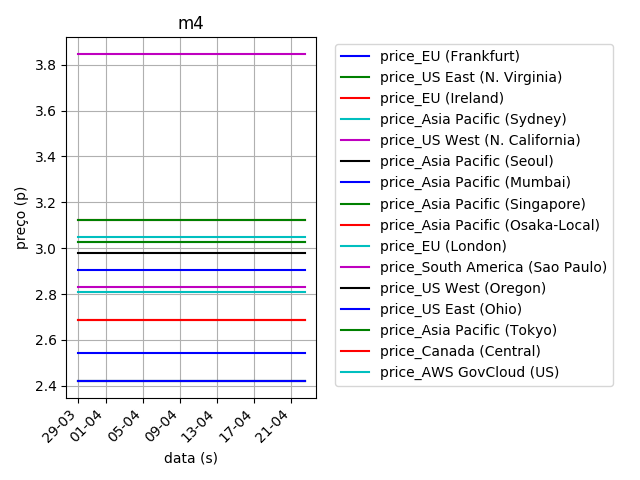 m4
3.8
3.6
3.4
3.2
3.0
2.8
2.6
2.4
preço (p)
29-03
01-04
05-04
09-04
13-04
17-04
21-04
data (s)
price_EU (Frankfurt)
price_US East (N. Virginia)
price_EU (Ireland)
price_Asia Pacific (Sydney)
price_US West (N. California)
price_Asia Pacific (Seoul)
price_Asia Pacific (Mumbai)
price_Asia Pacific (Singapore)
price_Asia Pacific (Osaka-Local)
price_EU (London)
price_South America (Sao Paulo)
price_US West (Oregon)
price_US East (Ohio)
price_Asia Pacific (Tokyo)
price_Canada (Central)
price_AWS GovCloud (US)